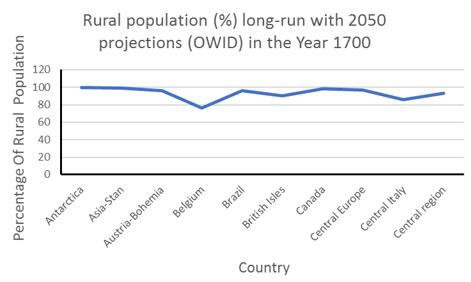 Rural population (%) long-run with 2050
projections (OWID) in the Year 1700
Percentage Of Rural Population
120
100
80
60
40
20
0
Antarctica
Asia-Stan
Austria-Bohemia
Belgium
Brazil
British Isles
Canada
Central Europe
Central Italy
Central region
Country